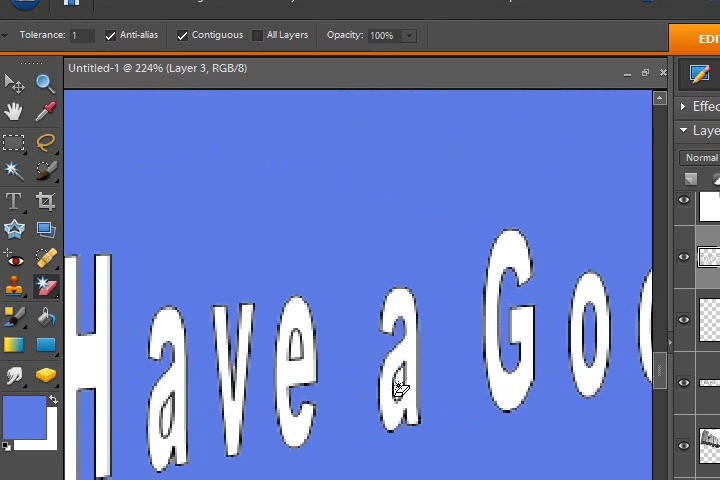 Tolerance: 1 Anti-alias Contiguous All Layers Opacity: 100%
EDI
Untitled-1 @ 224% (Layer 3, RGB/8)
Effec
Laye
Normal
Have a Goo